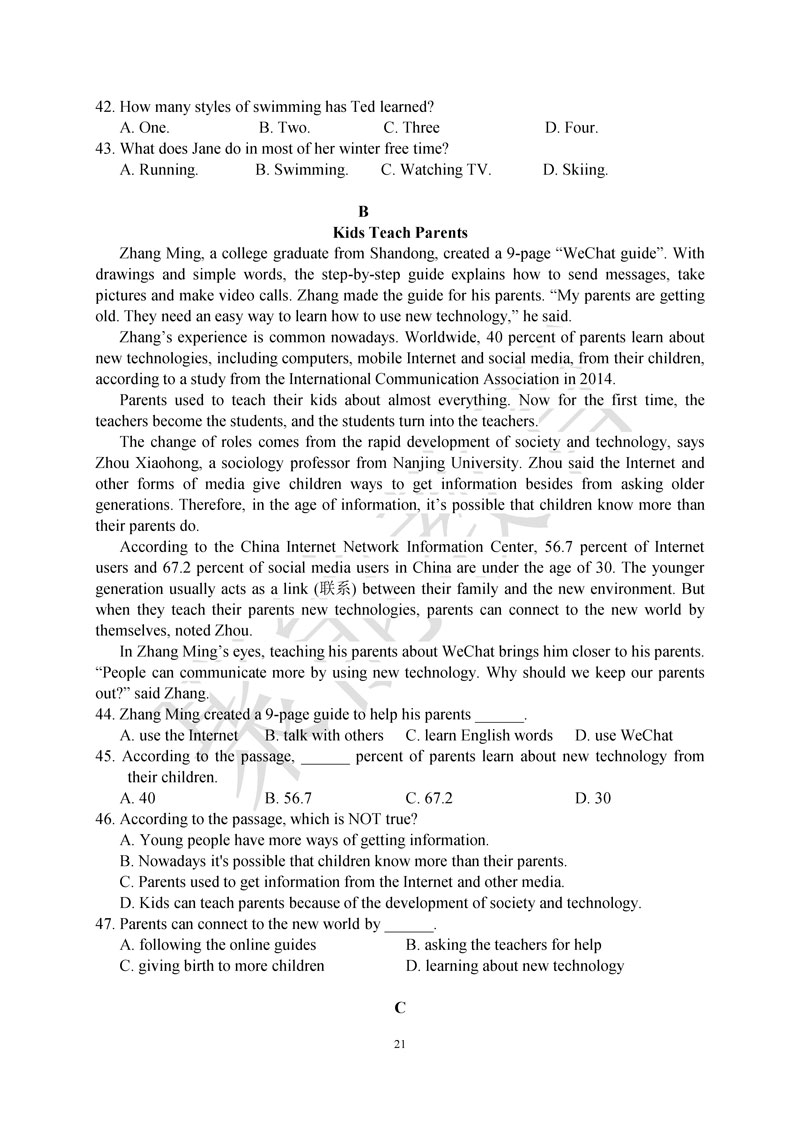 42. How many styles of swimming has Ted learned?
A. One. B. Two. C. Three D. Four.
43. What does Jane do in most of her winter free time?
A. Running. B. Swimming. C. Watching TV. D. Skiing.
B
Kids Teach Parents
Zhang Ming, a college graduate from Shandong, created a 9-page “WeChat guide”. With
drawings and simple words, the step-by-step guide explains how to send messages, take
pictures and make video calls. Zhang made the guide for his parents. “My parents are getting
old. They need an easy way to learn how to use new technology,” he said.
Zhang’s experience is common nowadays. Worldwide, 40 percent of parents learn about
new technologies, including computers, mobile Internet and social media, from their children,
according to a study from the International Communication Association in 2014.
Parents used to teach their kids about almost everything. Now for the first time, the
teachers become the students, and the students turn into the teachers.
The change of roles comes from the rapid development of society and technology, says
Zhou Xiaohong, a sociology professor from Nanjing University. Zhou said the Internet and
other forms of media give children ways to get information besides from asking older
generations. Therefore, in the age of information, it’s possible that children know more than
their parents do.
According to the China Internet Network Information Center, 56.7 percent of Internet
users and 67.2 percent of social media users in China are under the age of 30. The younger
generation usually acts as a link (联系) between their family and the new environment. But
when they teach their parents new technologies, parents can connect to the new world by
themselves, noted Zhou.
In Zhang Ming’s eyes, teaching his parents about WeChat brings him closer to his parents.
“People can communicate more by using new technology. Why should we keep our parents
out?” said Zhang.
44. Zhang Ming created a 9-page guide to help his parents ______.
A. use the Internet B. talk with others C. learn English words D. use WeChat
45. According to the passage, ______ percent of parents learn about new technology from
their children.
A. 40 B. 56.7 C. 67.2 D. 30
46. According to the passage, which is NOT true?
A. Young people have more ways of getting information.
B. Nowadays it's possible that children know more than their parents.
C. Parents used to get information from the Internet and other media.
D. Kids can teach parents because of the development of society and technology.
47. Parents can connect to the new world by ______.
A. following the online guides B. asking the teachers for help
C. giving birth to more children D. learning about new technology
C
21